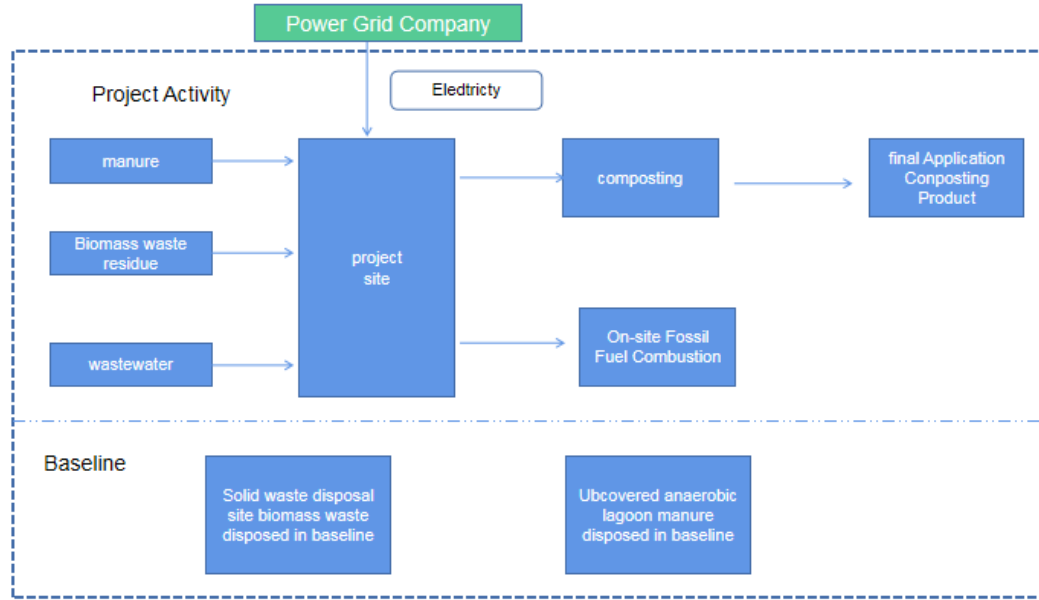 Power Grid Company
Project Activity
Eledtricty
manure
Biomass waste
residue
wastewater
project
site
composting
final Application
Conposting
Product
On-site Fossil
Fuel Combustion
Baseline
Solid waste disposal
site biomass waste
disposed in baseline
Ubcovered anaerobic
lagoon manure
disposed in baseline